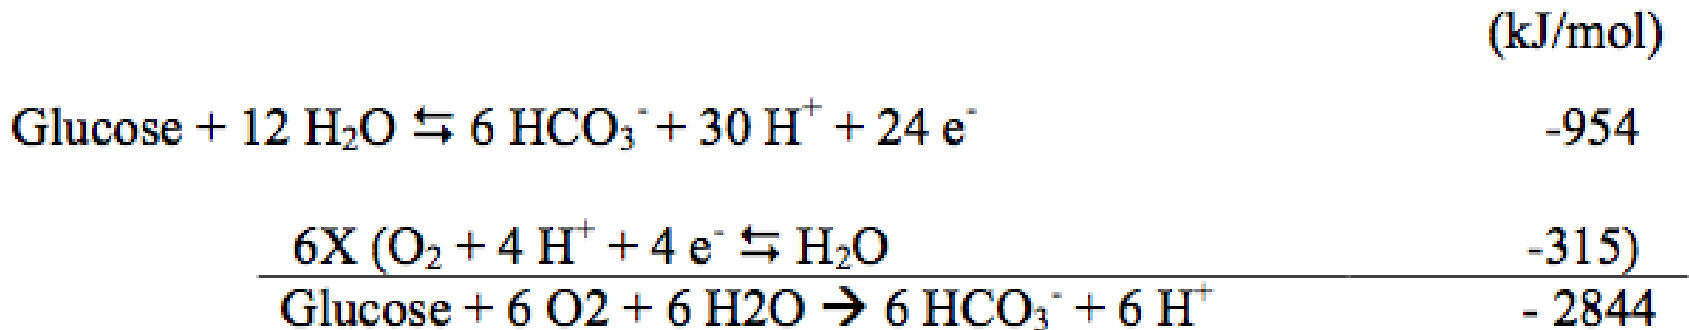 (kJ/mol)
Glucose + 12 H₂O ⇆ 6 HCO₃⁻ + 30 H⁺ + 24 e⁻ -954
6X (O₂ + 4 H⁺ + 4 e⁻ ⇆ H₂O -315)
Glucose + 6 O2 + 6 H2O → 6 HCO₃⁻ + 6 H⁺ - 2844